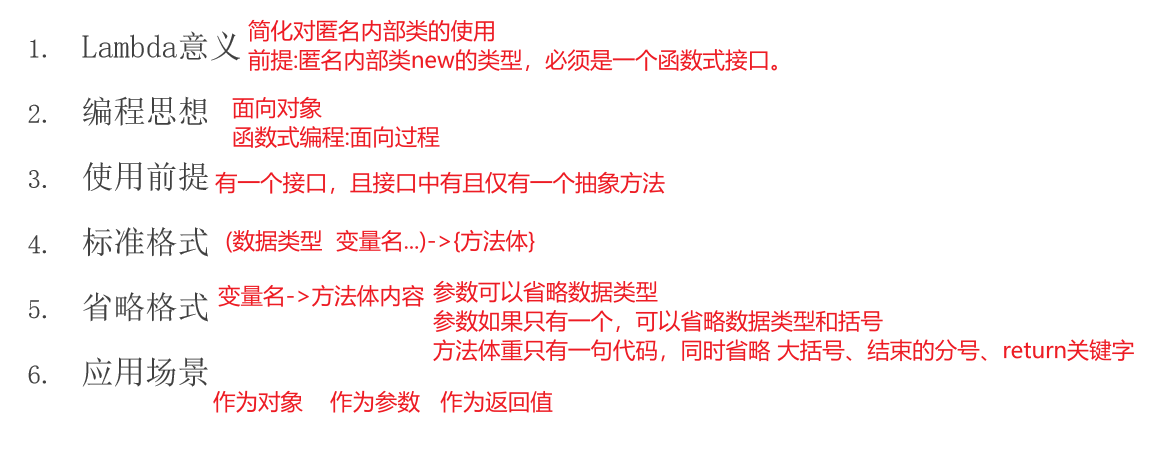 1. Lambda意义
简化对匿名内部类的使用
前提:匿名内部类new的类型，必须是一个函数式接口。
2. 编程思想
面向对象
函数式编程:面向过程
3. 使用前提 有一个接口，且接口中有且仅有一个抽象方法
4. 标准格式 (数据类型 变量名...)->{方法体}
5. 省略格式 变量名->方法体内容
参数可以省略数据类型
参数如果只有一个，可以省略数据类型和括号
方法体重只有一句代码，同时省略 大括号、结束的分号、return关键字
6. 应用场景
作为对象 作为参数 作为返回值